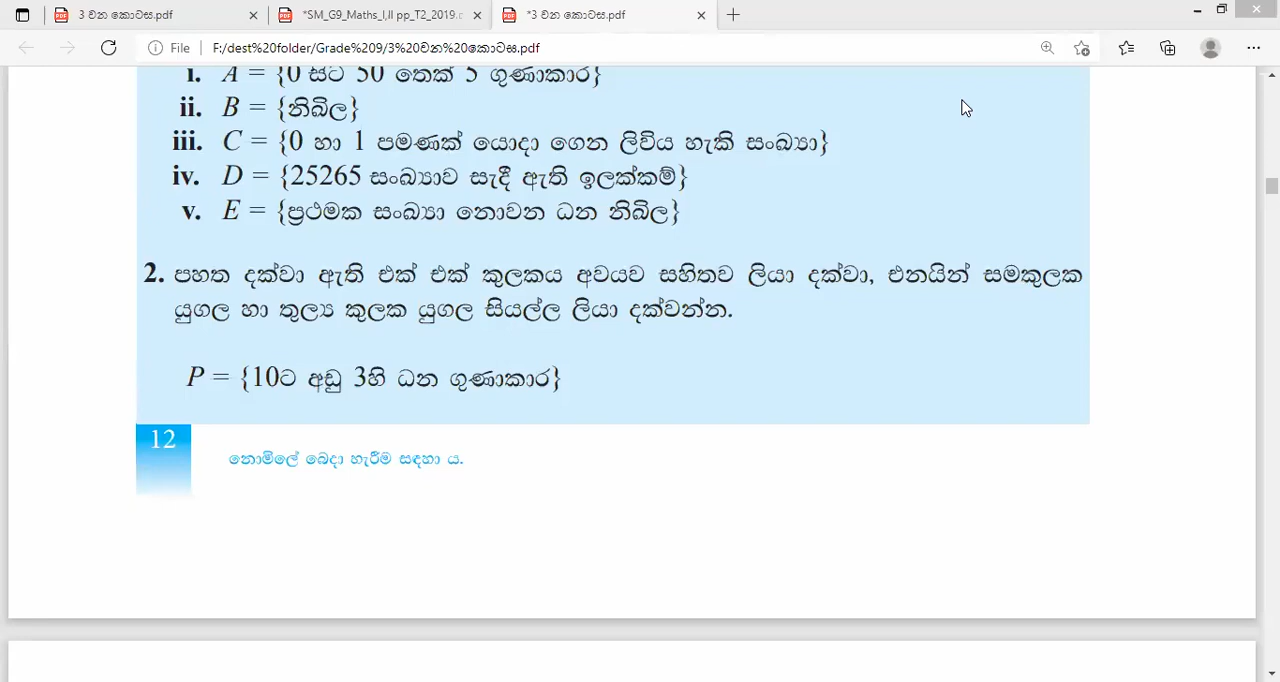 3 වන කොටස.pdf
*SM_G9_Maths_I,II pp_T2_2019.
*3 වන කොටස.pdf
File F:/dest%20folder/Grade%209/3%20වන%20කොටස.pdf
i. A = {0 සිට 50 තෙක් 5 ගුණාකාර}
ii. B = {නිඛිල}
iii. C = {0 හා 1 පමණක් යොදා ගෙන ලිවිය හැකි සංඛ්‍යා}
iv. D = {25265 සංඛ්‍යාව සැදී ඇති ඉලක්කම්}
v. E = {ප්‍රථමක සංඛ්‍යා නොවන ධන නිඛිල}
2. පහත දක්වා ඇති එක් එක් කුලකය අවයව සහිතව ලියා දක්වා, එනයින් සමකුලක
යුගල හා තුල්‍ය කුලක යුගල සියල්ල ලියා දක්වන්න.
P = {10ට අඩු 3හි ධන ගුණාකාර}
12
නොමිලේ බෙදා හැරීම සඳහා ය.